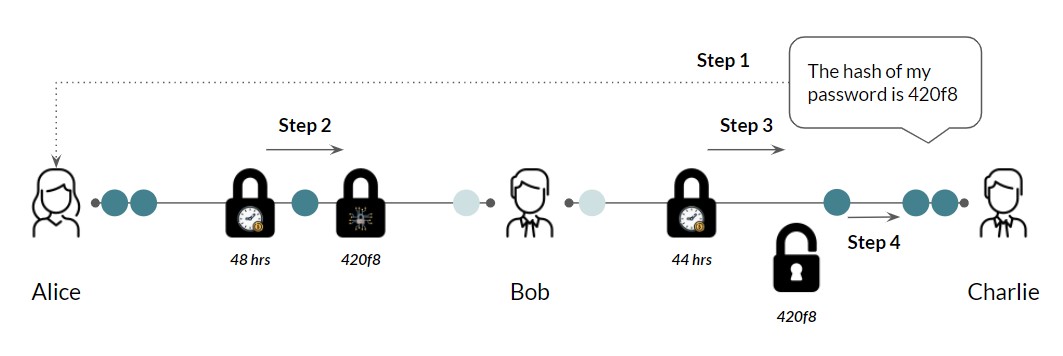 Step 1
The hash of my
password is 420f8
Step 2
Step 3
Step 4
48 hrs
420f8
44 hrs
420f8
Alice
Bob
Charlie